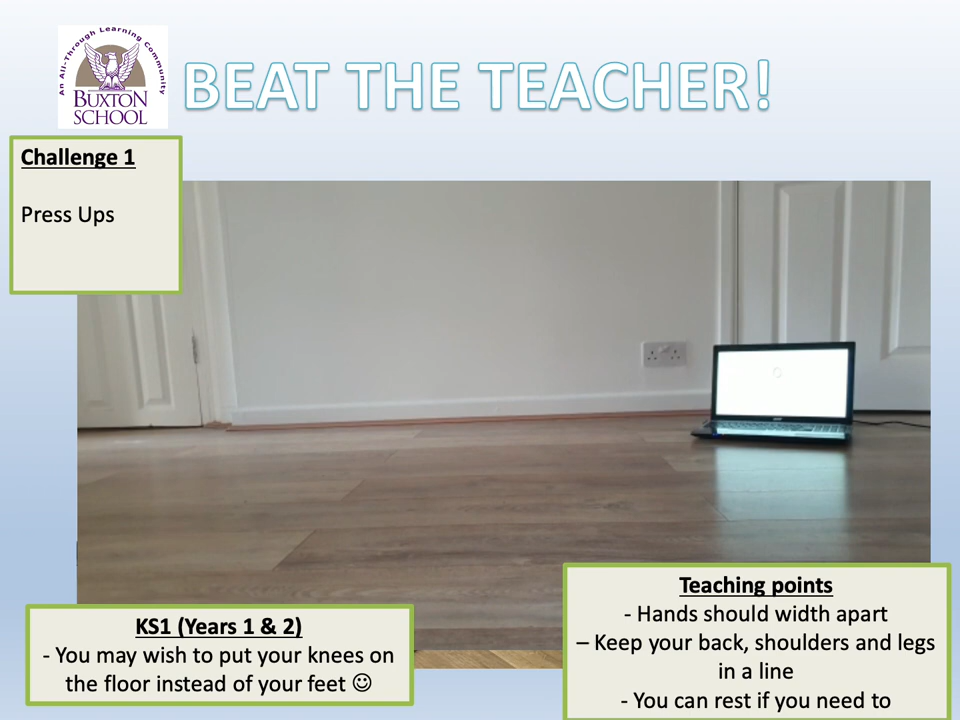 An All-Through Learning Community
BUXTON
SCHOOL
BEAT THE TEACHER!
Challenge 1
Press Ups
KS1 (Years 1 & 2)
- You may wish to put your knees on
the floor instead of your feet ☺
Teaching points
- Hands should width apart
– Keep your back, shoulders and legs
in a line
- You can rest if you need to